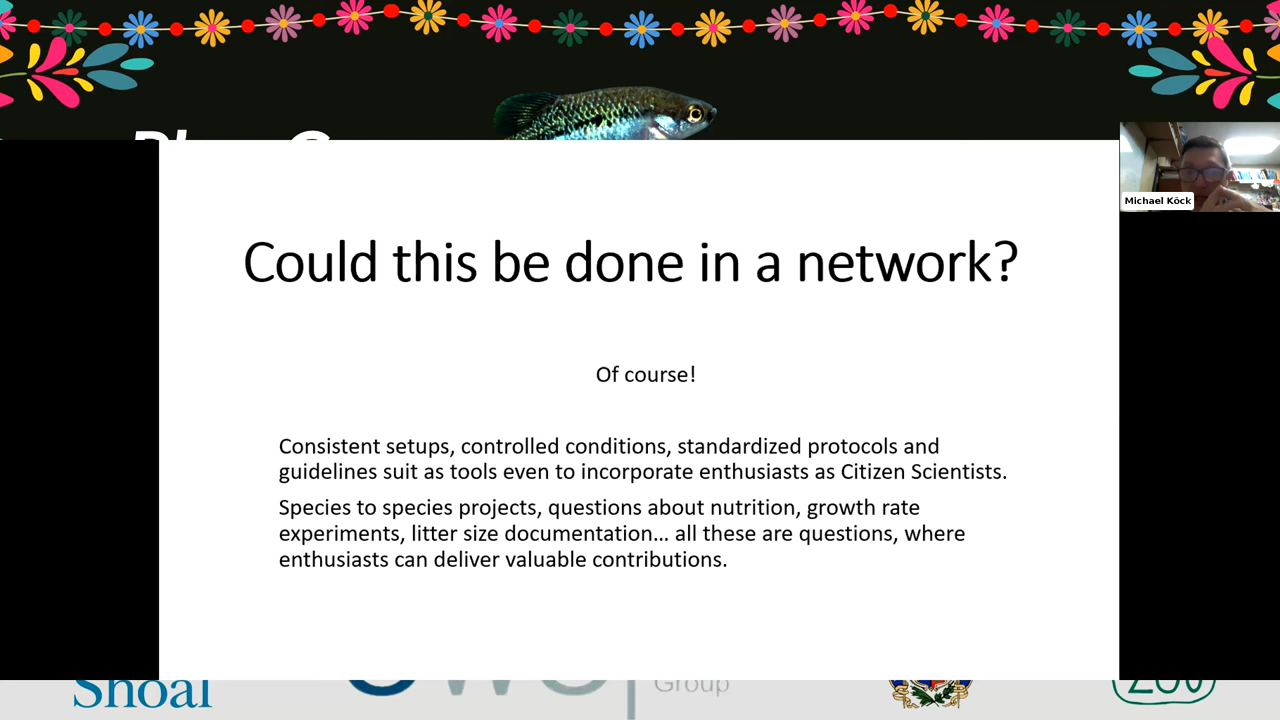 Michael Köck
Could this be done in a network?
Of course!
Consistent setups, controlled conditions, standardized protocols and
guidelines suit as tools even to incorporate enthusiasts as Citizen Scientists.
Species to species projects, questions about nutrition, growth rate
experiments, litter size documentation… all these are questions, where
enthusiasts can deliver valuable contributions.
Shoal
Group